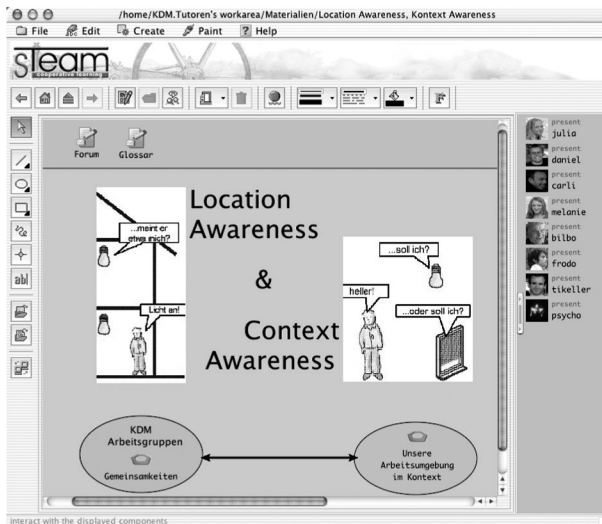 /home/KDM.Tutoren's workarea/Materialien/Location Awareness, Kontext Awareness
File Edit Create Paint Help
sTeam
cooperative learning
abl
Forum Glossar
Location
Awareness
&
Context
Awareness
...meint er
etwa mich?
Licht an!
...soll ich?
heller!
...oder soll ich?
KDM
Arbeitsgruppen
Gemeinsamkeiten
Unsere
Arbeitsumgebung
im Kontext
present
julia
present
daniel
present
carli
present
melanie
present
bilbo
present
frodo
present
tikeller
present
psycho
interact with the displayed components